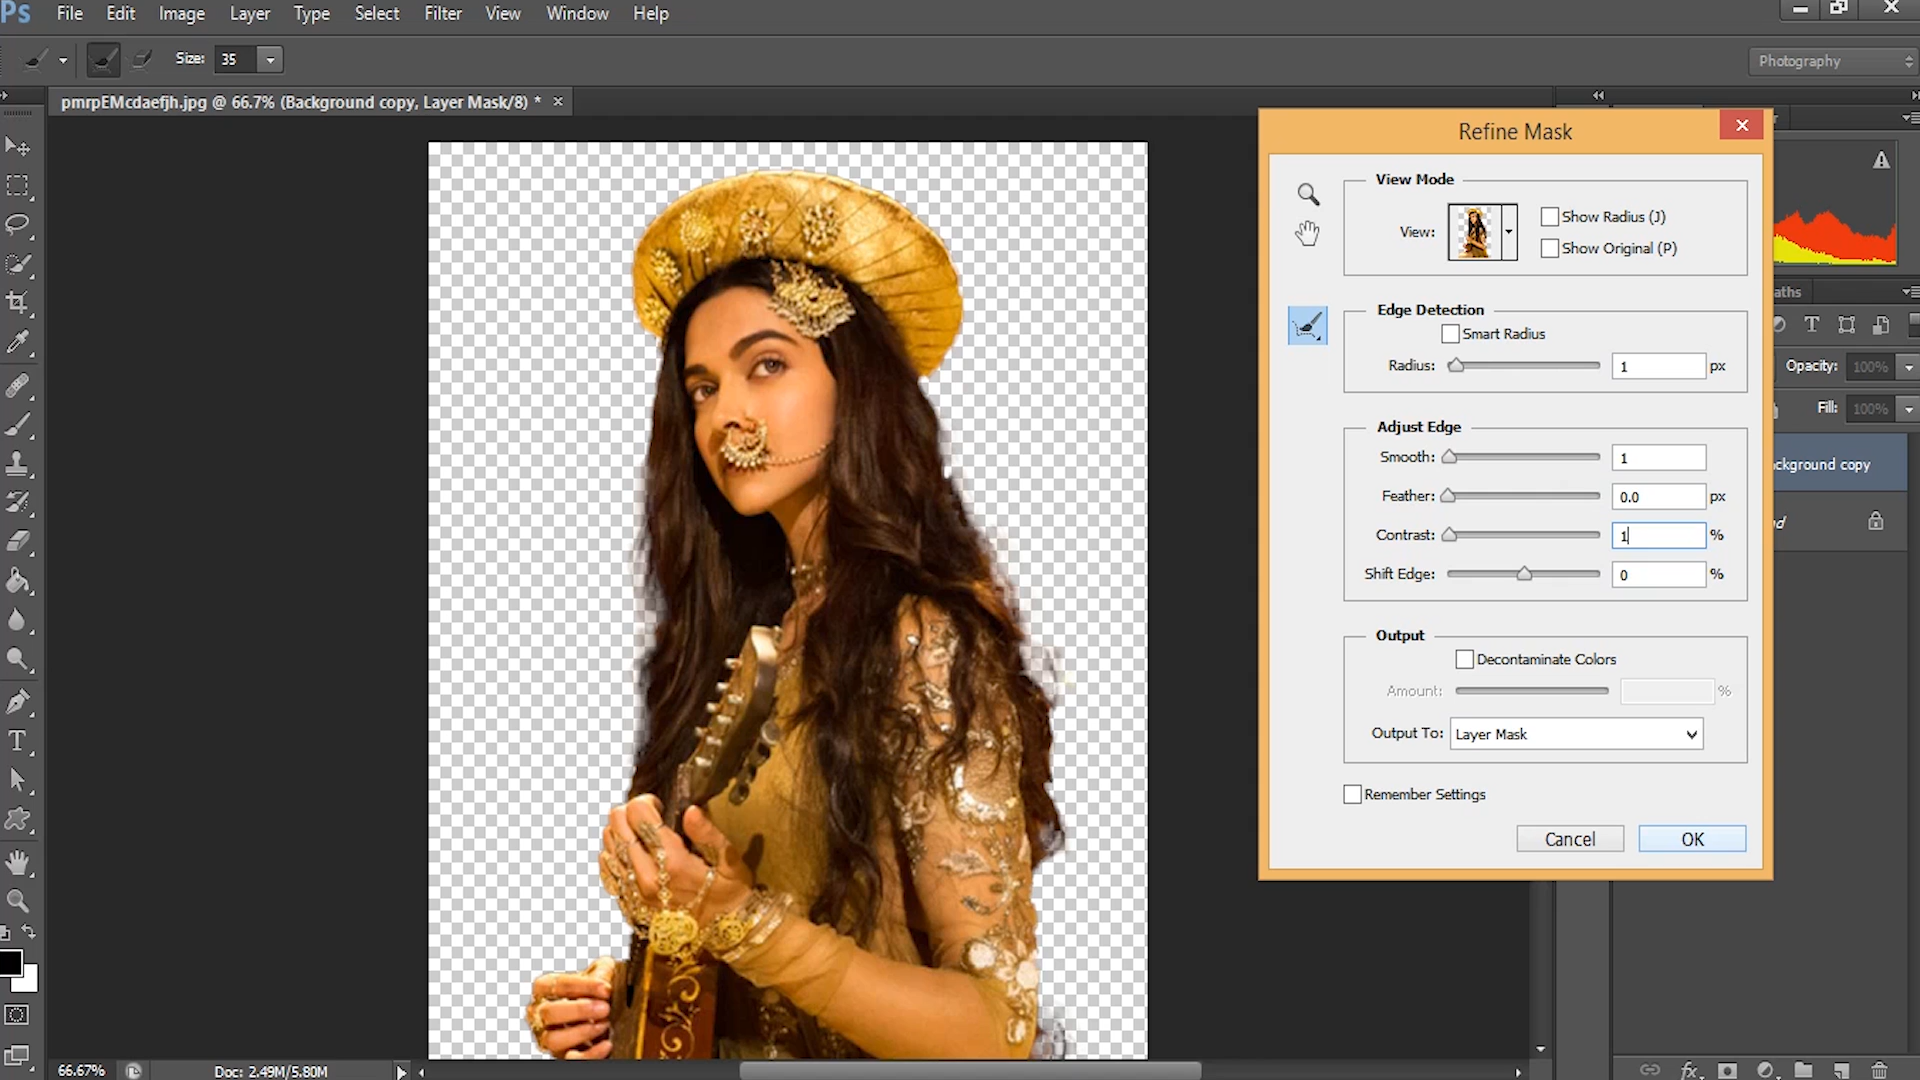 Ps File Edit Image Layer Type Select Filter View Window Help
Size: 35 Photography
pmrpEMcdaefjh.jpg @ 66.7% (Background copy, Layer Mask/8) * ×
Refine Mask
View Mode
View: Show Radius (J)
Show Original (P)
Edge Detection
Smart Radius
Radius: 1 px
Adjust Edge
Smooth: 1
Feather: 0.0 px
Contrast: 1 %
Shift Edge: 0 %
Output
Decontaminate Colors
Amount: %
Output To: Layer Mask
Remember Settings
Cancel OK
aths
T
Opacity: 100%
Fill: 100%
ckground copy
d
T
66.67% Doc: 2.49M/5.80M
fx